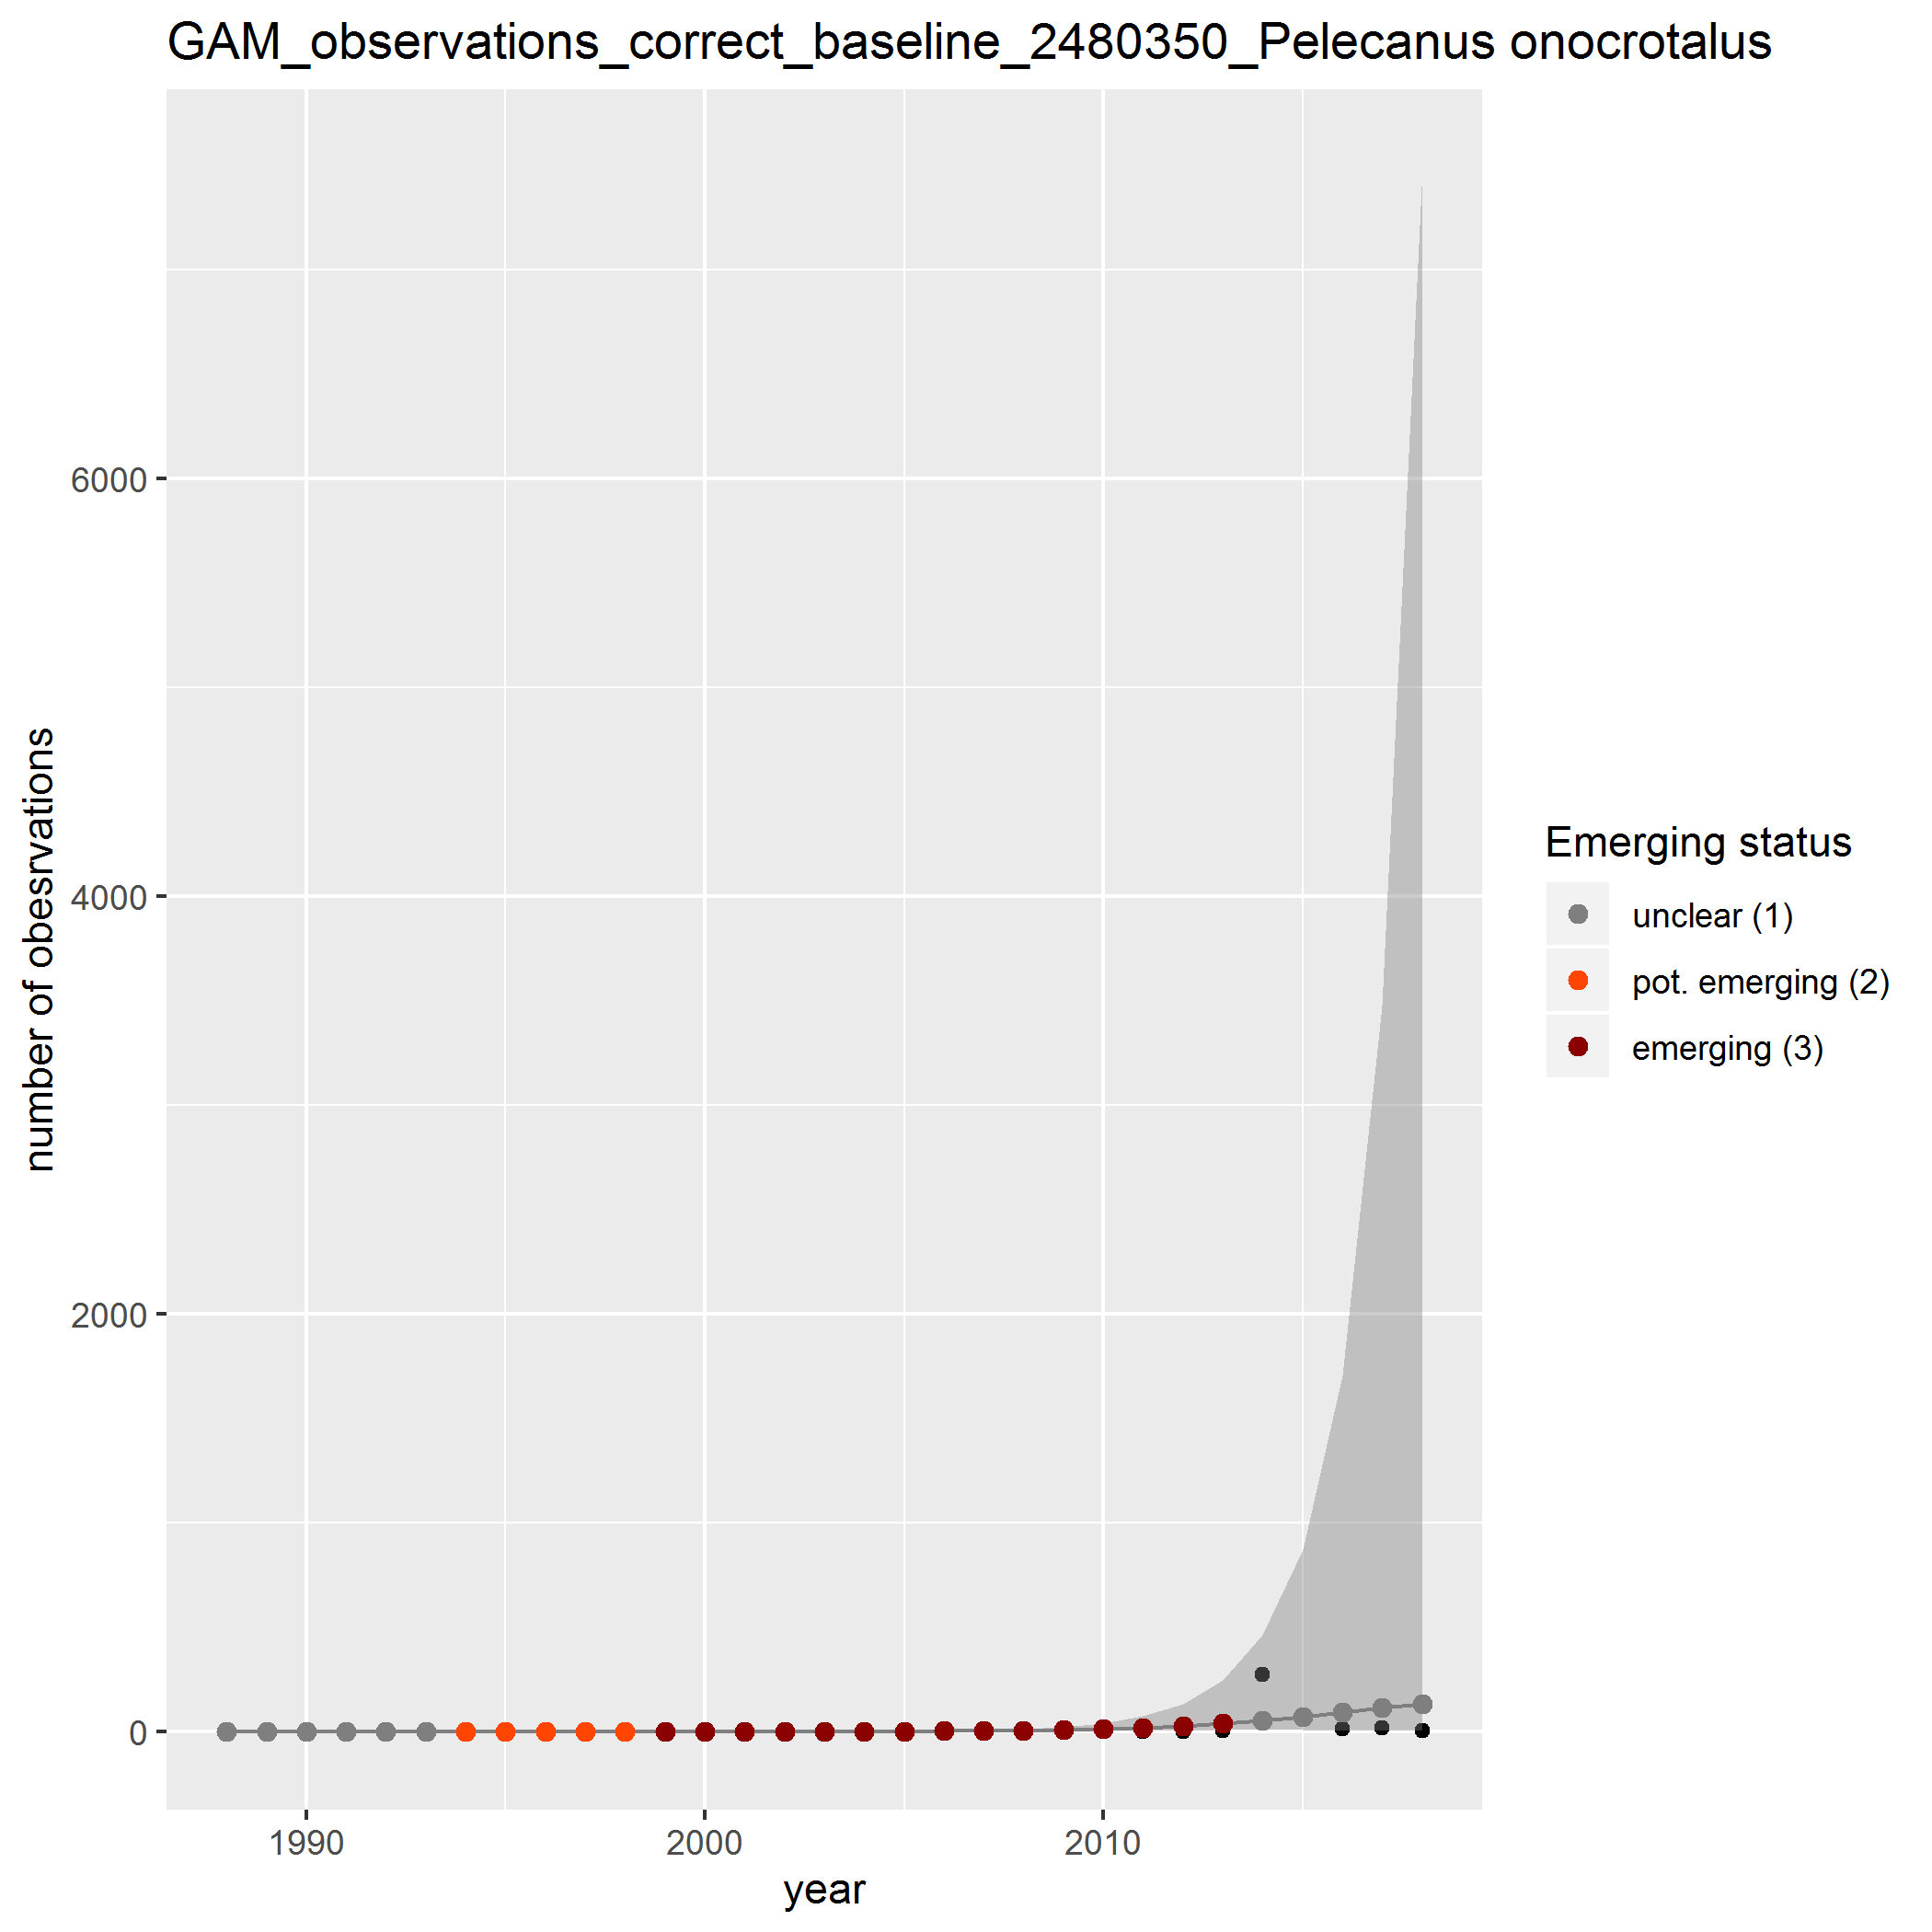 GAM_observations_correct_baseline_2480350_Pelecanus onocrotalus
number of obesrvations
6000
4000
2000
0
1990
2000
2010
year
Emerging status
unclear (1)
pot. emerging (2)
emerging (3)